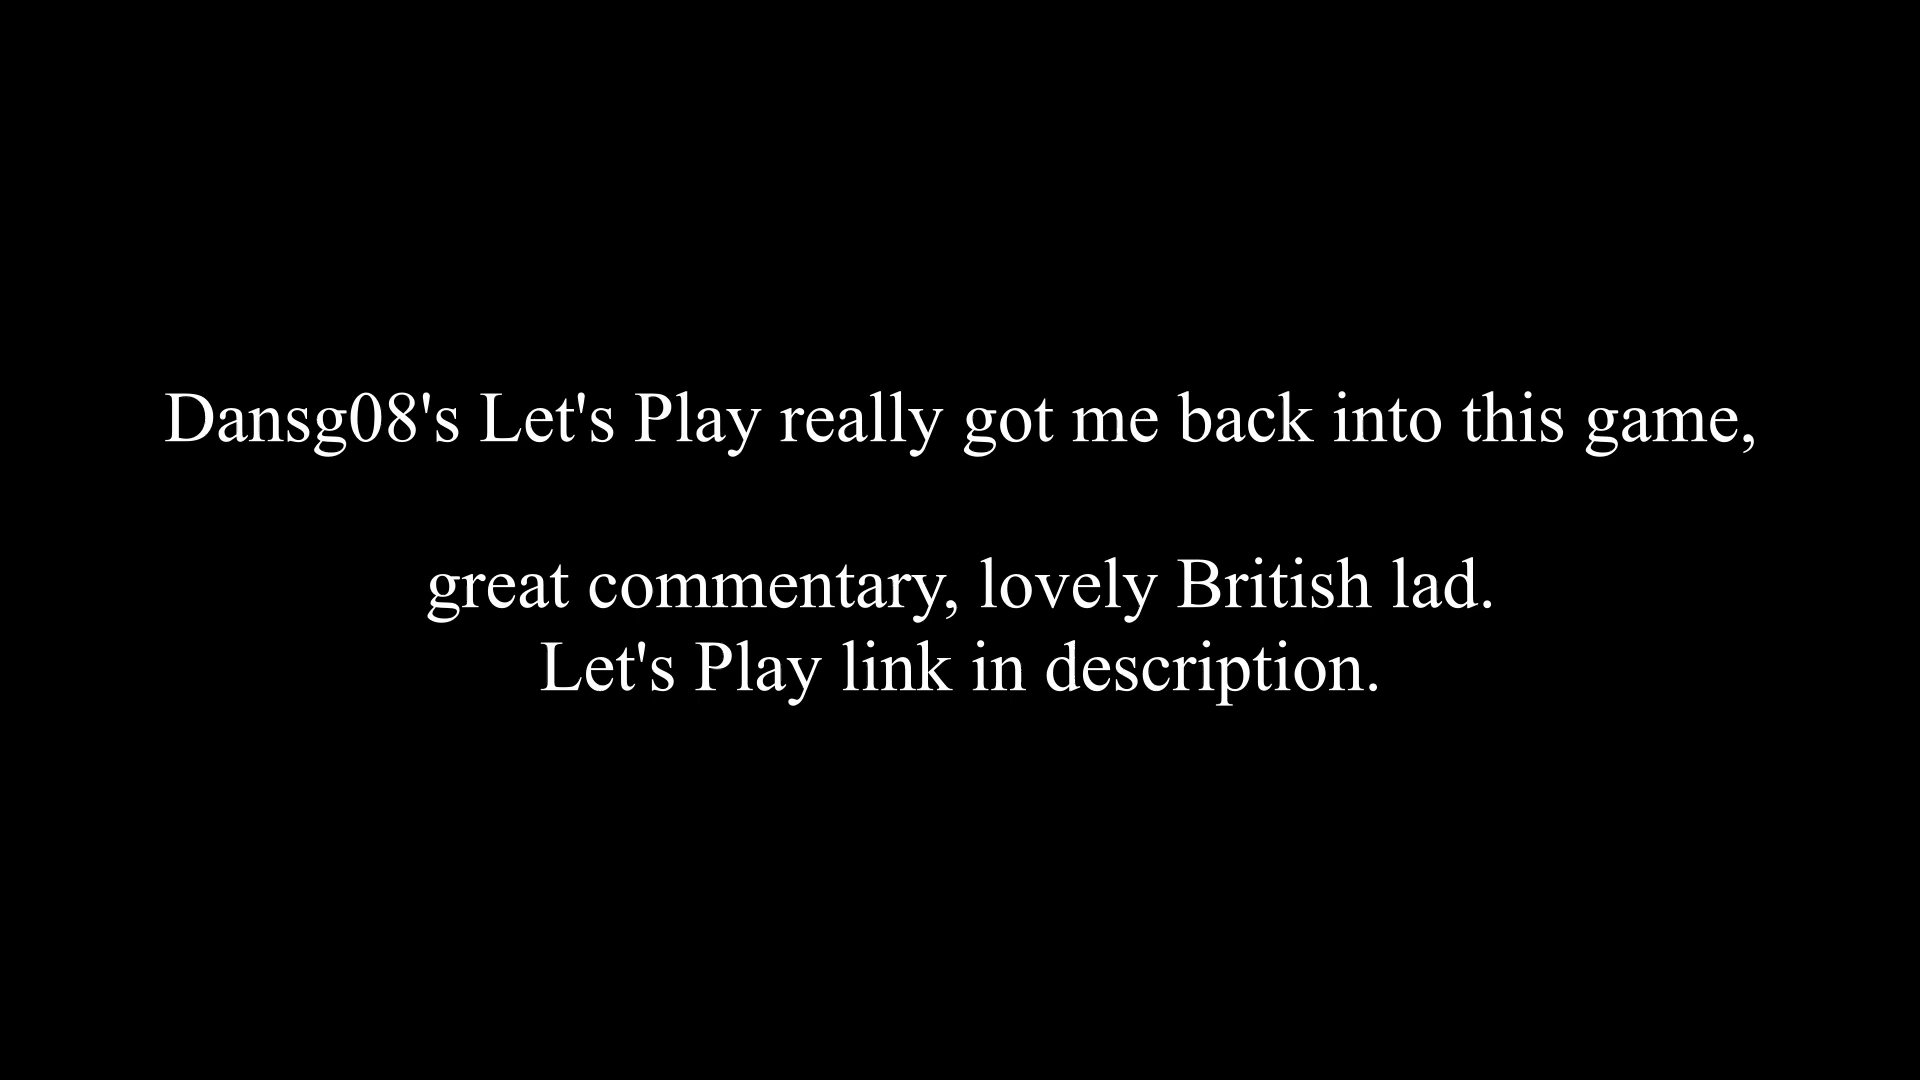 Dansg08's Let's Play really got me back into this game,
great commentary, lovely British lad.
Let's Play link in description.